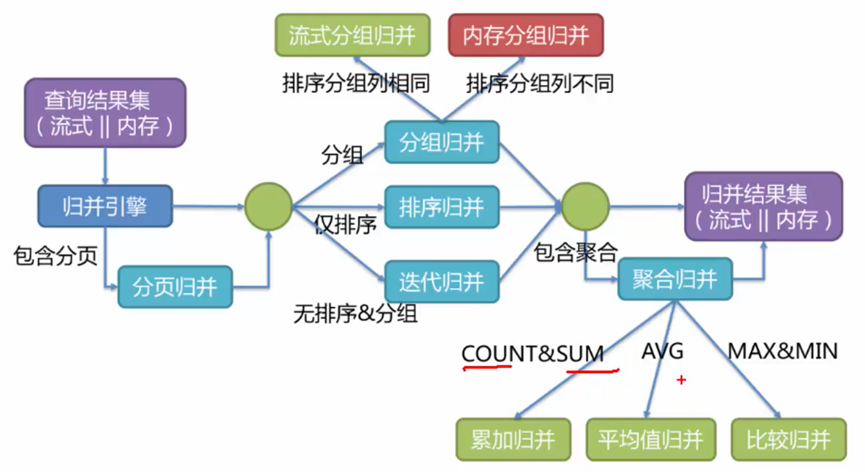 流式分组归并
内存分组归并
排序分组列相同
排序分组列不同
查询结果集
（流式 || 内存）
分组归并
分组
归并引擎
排序归并
仅排序
归并结果集
（流式 || 内存）
包含分页
分页归并
迭代归并
无排序&分组
包含聚合
聚合归并
COUNT&SUM
AVG
MAX&MIN
累加归并
平均值归并
比较归并